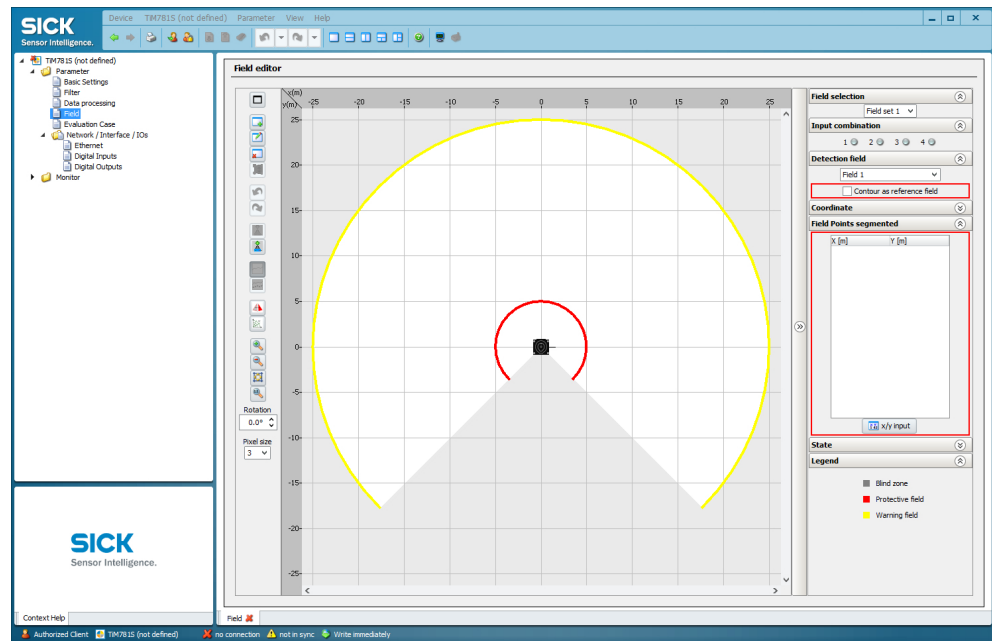 SICK
Sensor Intelligence.
Device TIM781S (not defined) Parameter View Help
TIM781S (not defined)
Parameter
Basic Settings
Filter
Data processing
Field
Evaluation Case
Network / Interface / IOs
Ethernet
Digital Inputs
Digital Outputs
Monitor
SICK
Sensor Intelligence.
Context Help
Field editor
x(m)
y(m) -25 -20 -15 -10 -5 0 5 10 15 20 25
25
20
15
10
5
0
-5
-10
-15
-20
-25
Rotation
0.0°
Pixel size
3
Field selection
Field set 1
Input combination
1 2 3 4
Detection field
Field 1
Contour as reference field
Coordinate
Field Points segmented
X [m] Y [m]
x/y input
State
Legend
Blind zone
Protective field
Warning field
Field
Authorized Client TIM781S (not defined) no connection not in sync Write immediately